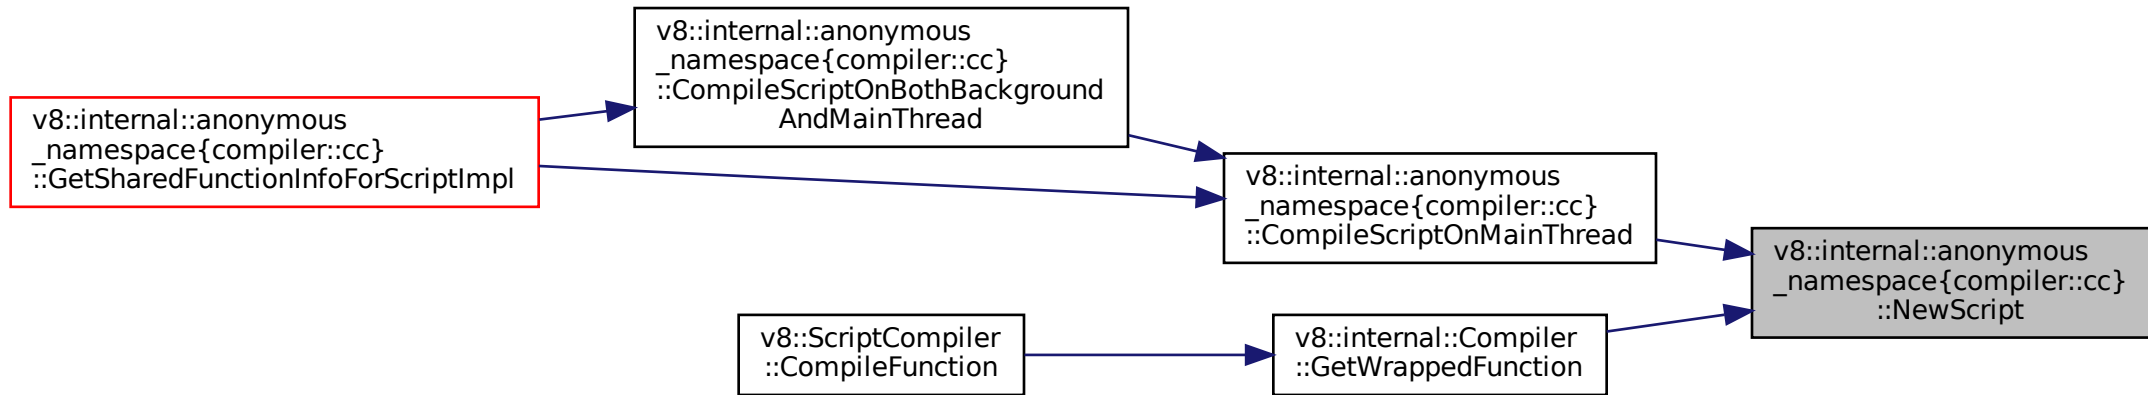 v8::internal::anonymous
_namespace{compiler::cc}
::GetSharedFunctionInfoForScriptImpl
v8::internal::anonymous
_namespace{compiler::cc}
::CompileScriptOnBothBackground
AndMainThread
v8::internal::anonymous
_namespace{compiler::cc}
::CompileScriptOnMainThread
v8::internal::anonymous
_namespace{compiler::cc}
::NewScript
v8::ScriptCompiler
::CompileFunction
v8::internal::Compiler
::GetWrappedFunction